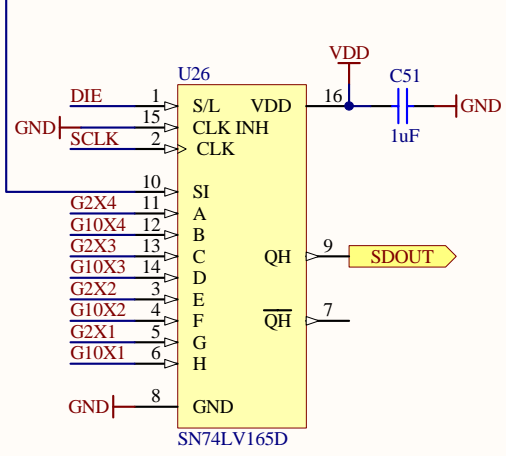 VDD
U26
C51
DIE 1 S/L VDD 16
GND 15 CLK INH GND
SCLK 2 CLK 1uF
10 SI
G2X4 11 A
G10X4 12 B
G2X3 13 C QH 9 SDOUT
G10X3 14 D
G2X2 3 E
G10X2 4 F QH 7
G2X1 5 G
G10X1 6 H
GND 8 GND
SN74LV165D